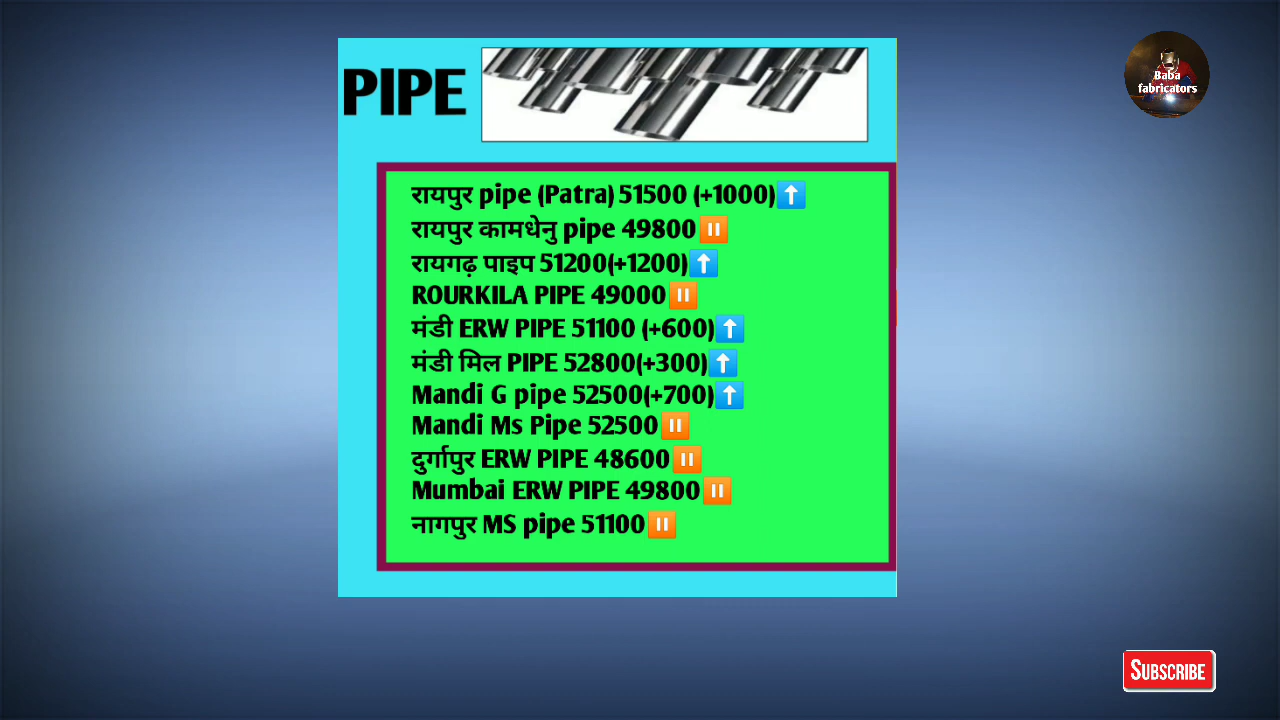 PIPE
Baba
fabricators
रायपुर pipe (Patra) 51500 (+1000)⬆️
रायपुर कामधेनु pipe 49800⏸️
रायगढ़ पाइप 51200(+1200)⬆️
ROURKILA PIPE 49000⏸️
मंडी ERW PIPE 51100 (+600)⬆️
मंडी मिल PIPE 52800(+300)⬆️
Mandi G pipe 52500(+700)⬆️
Mandi Ms Pipe 52500⏸️
दुर्गापुर ERW PIPE 48600⏸️
Mumbai ERW PIPE 49800⏸️
नागपुर MS pipe 51100⏸️
SUBSCRIBE